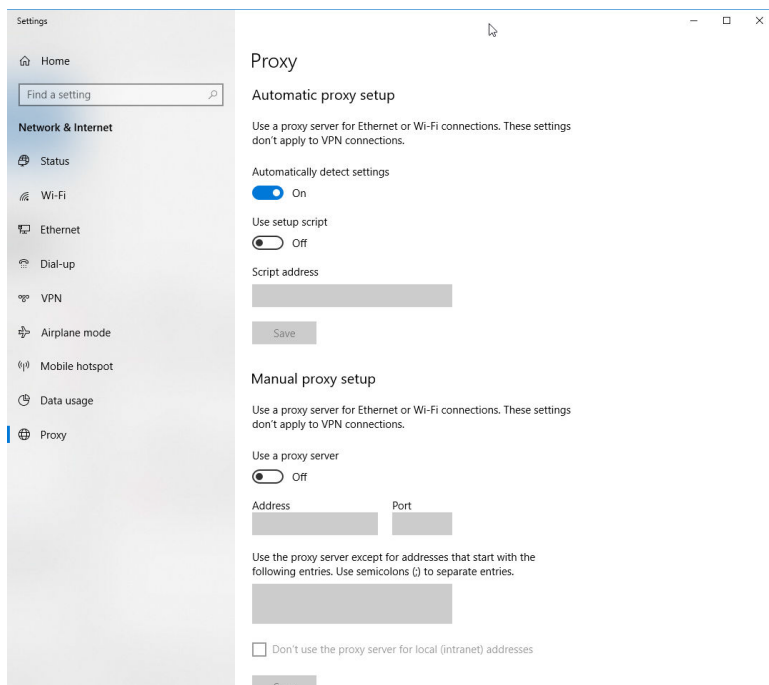 Settings
Home
Find a setting
Network & Internet
Status
Wi-Fi
Ethernet
Dial-up
VPN
Airplane mode
Mobile hotspot
Data usage
Proxy
Proxy
Automatic proxy setup
Use a proxy server for Ethernet or Wi-Fi connections. These settings
don't apply to VPN connections.
Automatically detect settings
On
Use setup script
Off
Script address
Save
Manual proxy setup
Use a proxy server for Ethernet or Wi-Fi connections. These settings
don't apply to VPN connections.
Use a proxy server
Off
Address Port
Use the proxy server except for addresses that start with the
following entries. Use semicolons (;) to separate entries.
Don't use the proxy server for local (intranet) addresses